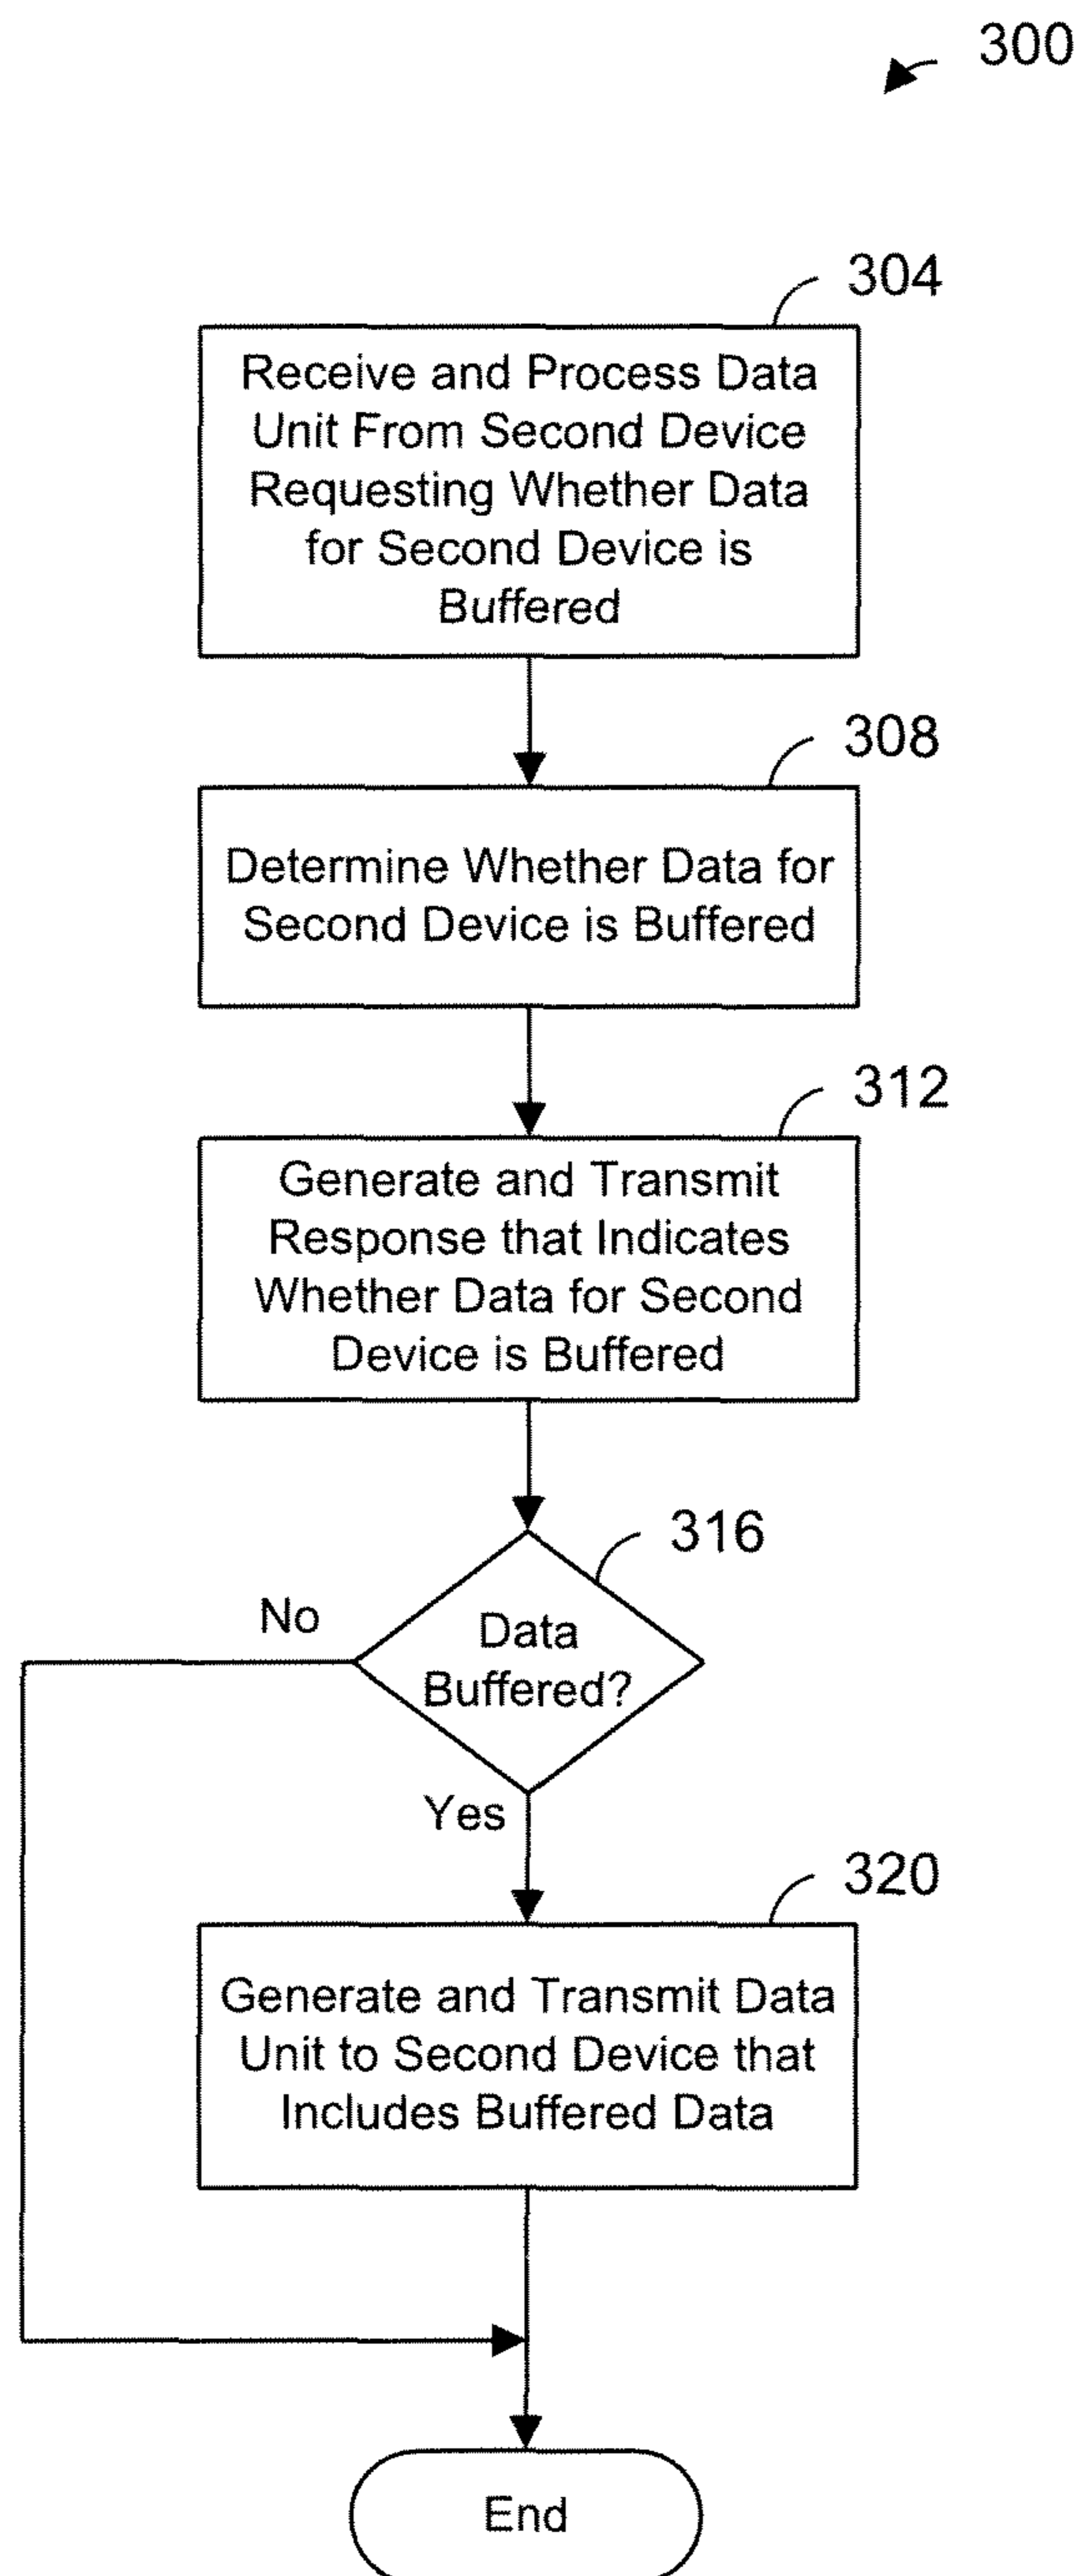 300
304
Receive and Process Data
Unit From Second Device
Requesting Whether Data
for Second Device is
Buffered
308
Determine Whether Data for
Second Device is Buffered
312
Generate and Transmit
Response that Indicates
Whether Data for Second
Device is Buffered
316
No
Data
Buffered?
Yes
320
Generate and Transmit Data
Unit to Second Device that
Includes Buffered Data
End